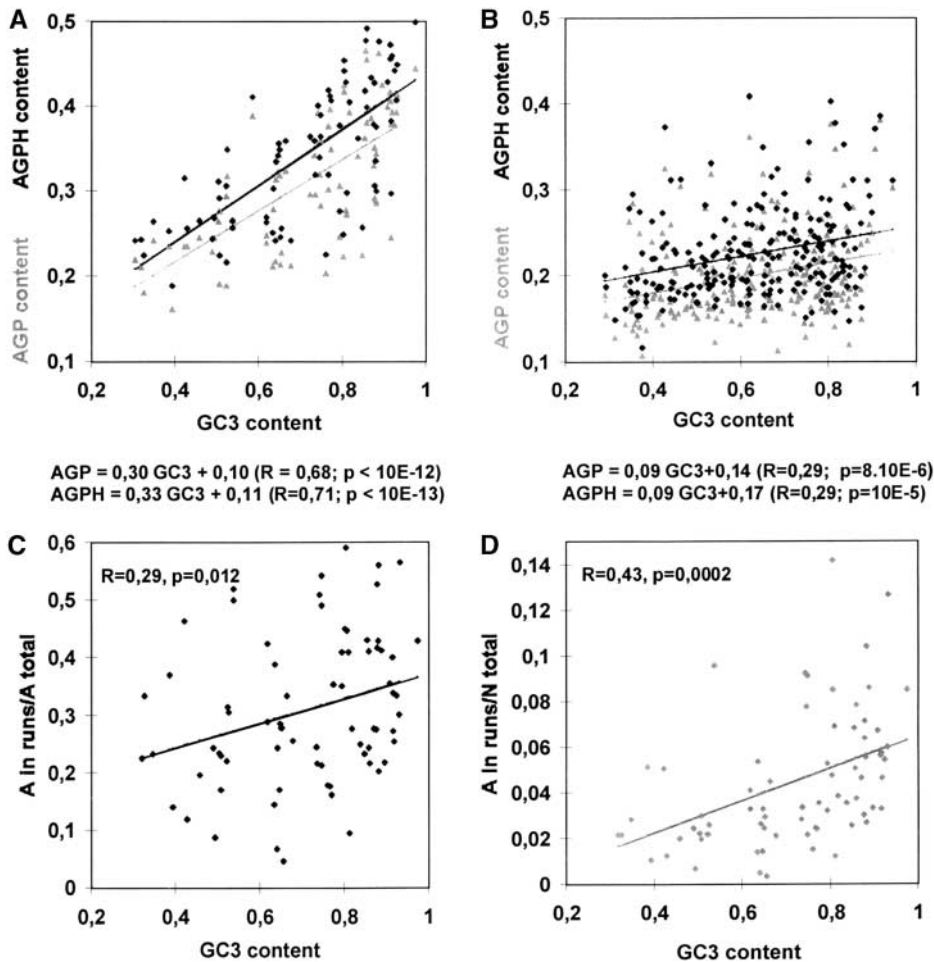 A
B
0,5
0,4
0,3
0,2
0,1
AGPH content
AGP content
0,2
0,4
0,6
0,8
1
GC3 content
0,5
0,4
0,3
0,2
0,1
AGPH content
AGP content
0,2
0,4
0,6
0,8
1
GC3 content
AGP = 0,30 GC3 + 0,10 (R = 0,68; p < 10E-12)
AGPH = 0,33 GC3 + 0,11 (R=0,71; p < 10E-13)
AGP = 0,09 GC3+0,14 (R=0,29; p=8.10E-6)
AGPH = 0,09 GC3+0,17 (R=0,29; p=10E-5)
C
R=0,29, p=0,012
0,6
0,5
0,4
0,3
0,2
0,1
0
A in runs/A total
0,2
0,4
0,6
0,8
1
GC3 content
D
R=0,43, p=0,0002
0,14
0,12
0,1
0,08
0,06
0,04
0,02
0
A in runs/N total
0,2
0,4
0,6
0,8
1
GC3 content